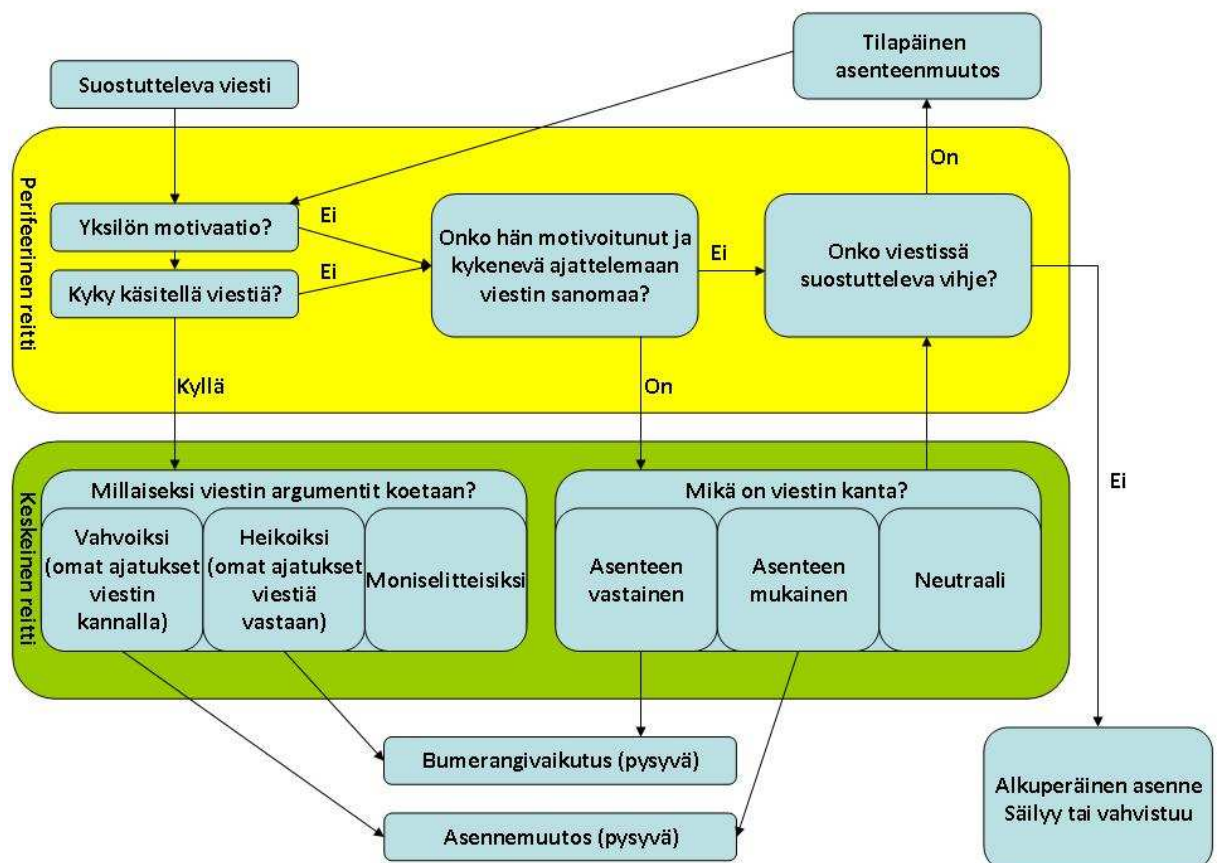 Tilapäinen
asenteenmuutos
Suostutteleva viesti
Perifeerinen reitti
On
Yksilön motivaatio?
Ei
Kyky käsitellä viestiä?
Ei
Onko hän motivoitunut ja
kykenevä ajattelemaan
viestin sanomaa?
Ei
Onko viestissä
suostutteleva vihje?
Kyllä
On
Ei
Keskeinen reitti
Millaiseksi viestin argumentit koetaan?
Vahvoiksi
(omat ajatukset
viestin
kannalla)
Heikoiksi
(omat ajatukset
viestiä
vastaan)
Moniselitteisiksi
Mikä on viestin kanta?
Asenteen
vastainen
Asenteen
mukainen
Neutraali
Bumerangivaikutus (pysyvä)
Asennemuutos (pysyvä)
Alkuperäinen asenne
Säilyy tai vahvistuu